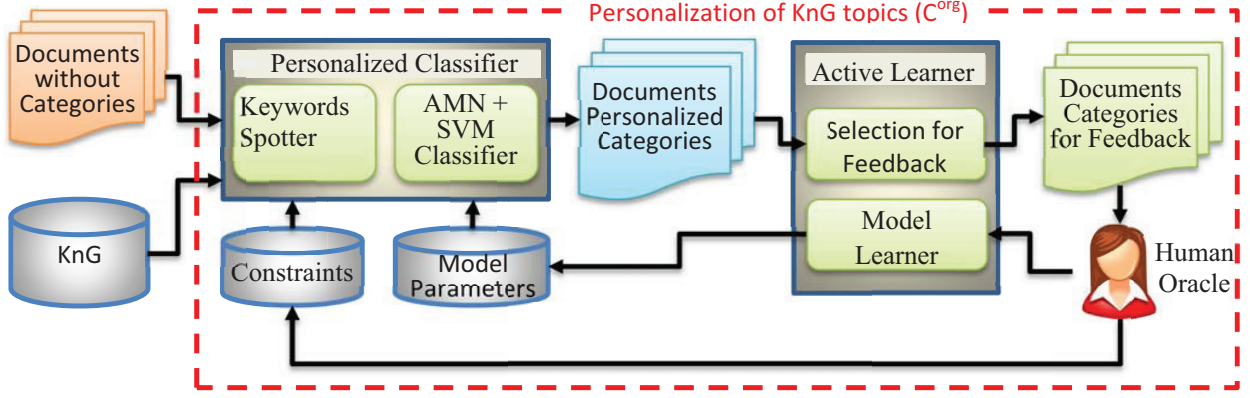 Personalization of KnG topics (C^org)
Documents
without
Categories
Personalized Classifier
Keywords
Spotter
AMN +
SVM
Classifier
Documents
Personalized
Categories
Active Learner
Selection for
Feedback
Documents
Categories
for Feedback
KnG
Constraints
Model
Parameters
Model
Learner
Human
Oracle